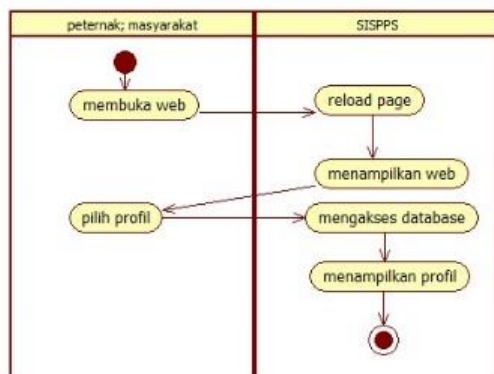 peternak; masyarakat
SISPPS
membuka web
reload page
menampilkan web
pilih profil
mengakses database
menampilkan profil